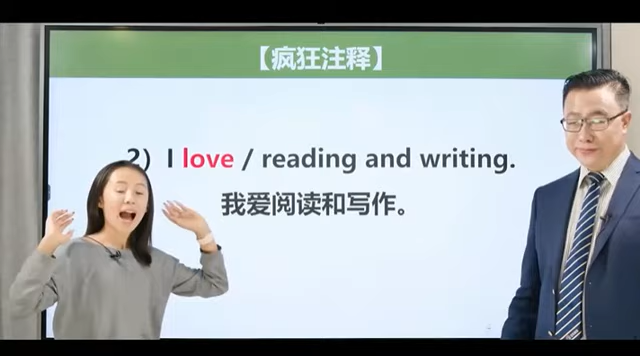 【疯狂注释】
2) I love / reading and writing.
我爱阅读和写作。